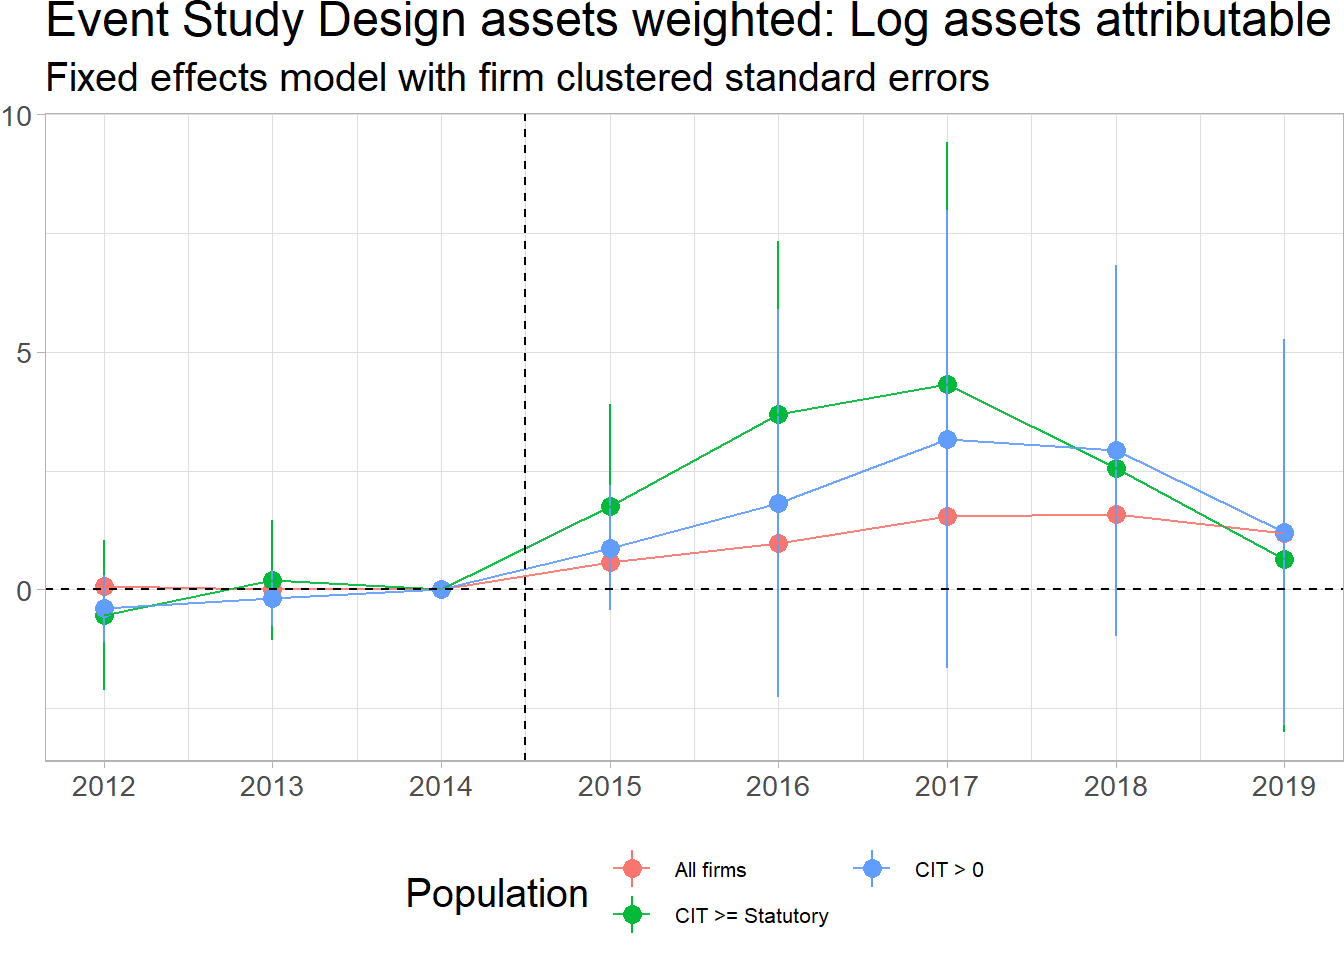 Event Study Design assets weighted: Log assets attributable
Fixed effects model with firm clustered standard errors
10
5
0
2012 2013 2014 2015 2016 2017 2018 2019
Population
All firms
CIT > 0
CIT >= Statutory